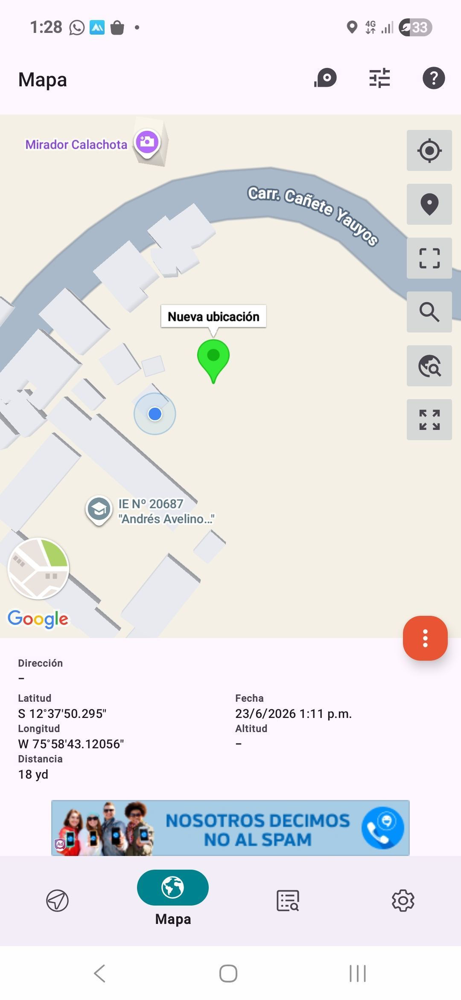 1:28
4G
33
Mapa
Mirador Calachota
Carr. Cañete Yauyos
Nueva ubicación
IE Nº 20687
"Andrés Avelino..."
Google
Dirección
–
Latitud
S 12°37'50.295"
Longitud
W 75°58'43.12056"
Distancia
18 yd
Fecha
23/6/2026 1:11 p.m.
Altitud
–
NOSOTROS DECIMOS
NO AL SPAM
Ad
Mapa